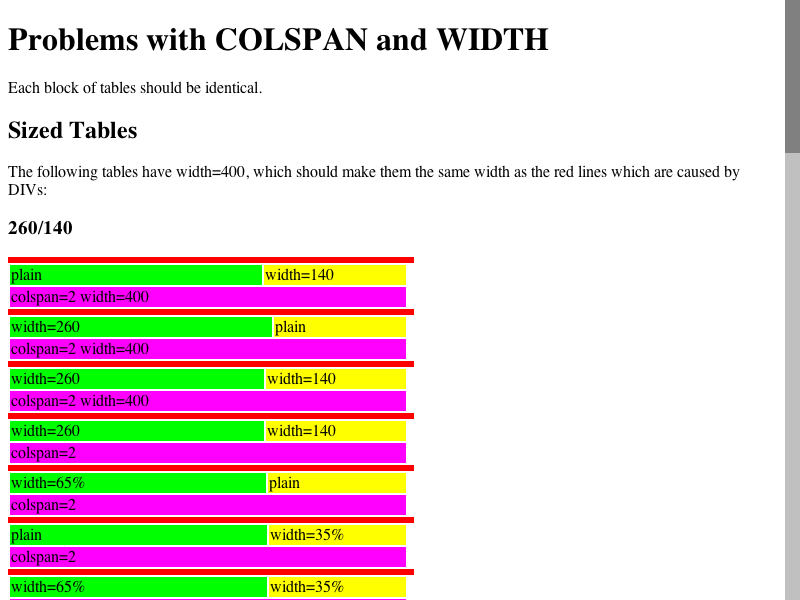 Problems with COLSPAN and WIDTH
Each block of tables should be identical.
Sized Tables
The following tables have width=400, which should make them the same width as the red lines which are caused by
DIVs:
260/140
plain width=140
colspan=2 width=400
width=260 plain
colspan=2 width=400
width=260 width=140
colspan=2 width=400
width=260 width=140
colspan=2
width=65% plain
colspan=2
plain width=35%
colspan=2
width=65% width=35%